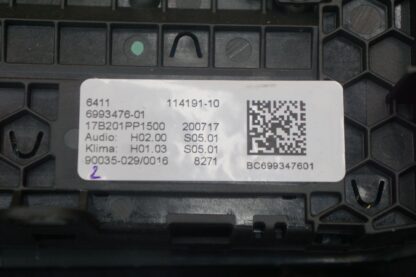 6411 114191-10
6993476-01
17B201PP1500 200717
Audio: H02.00 S05.01
Klima: H01.03 S05.01
90035-029/0016 8271
BC699347601
2